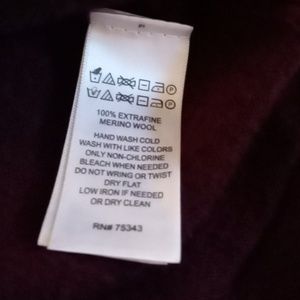 100% EXTRAFINE
MERINO WOOL
HAND WASH COLD
WASH WITH LIKE COLORS
ONLY NON-CHLORINE
BLEACH WHEN NEEDED
DO NOT WRING OR TWIST
DRY FLAT
LOW IRON IF NEEDED
OR DRY CLEAN
RN# 75343